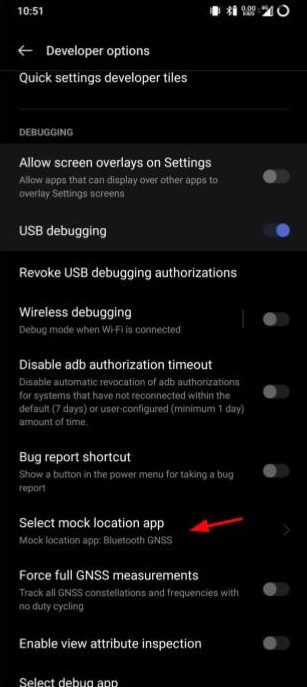 10:51
0.00
KB/S
4G
Developer options
Quick settings developer tiles
DEBUGGING
Allow screen overlays on Settings
Allow apps that can display over other apps to
overlay Settings screens
USB debugging
Revoke USB debugging authorizations
Wireless debugging
Debug mode when Wi-Fi is connected
Disable adb authorization timeout
Disable automatic revocation of adb authorizations
for systems that have not reconnected within the
default (7 days) or user-configured (minimum 1 day)
amount of time.
Bug report shortcut
Show a button in the power menu for taking a bug
report
Select mock location app
Mock location app: Bluetooth GNSS
Force full GNSS measurements
Track all GNSS constellations and frequencies with
no duty cycling
Enable view attribute inspection
Select debug app